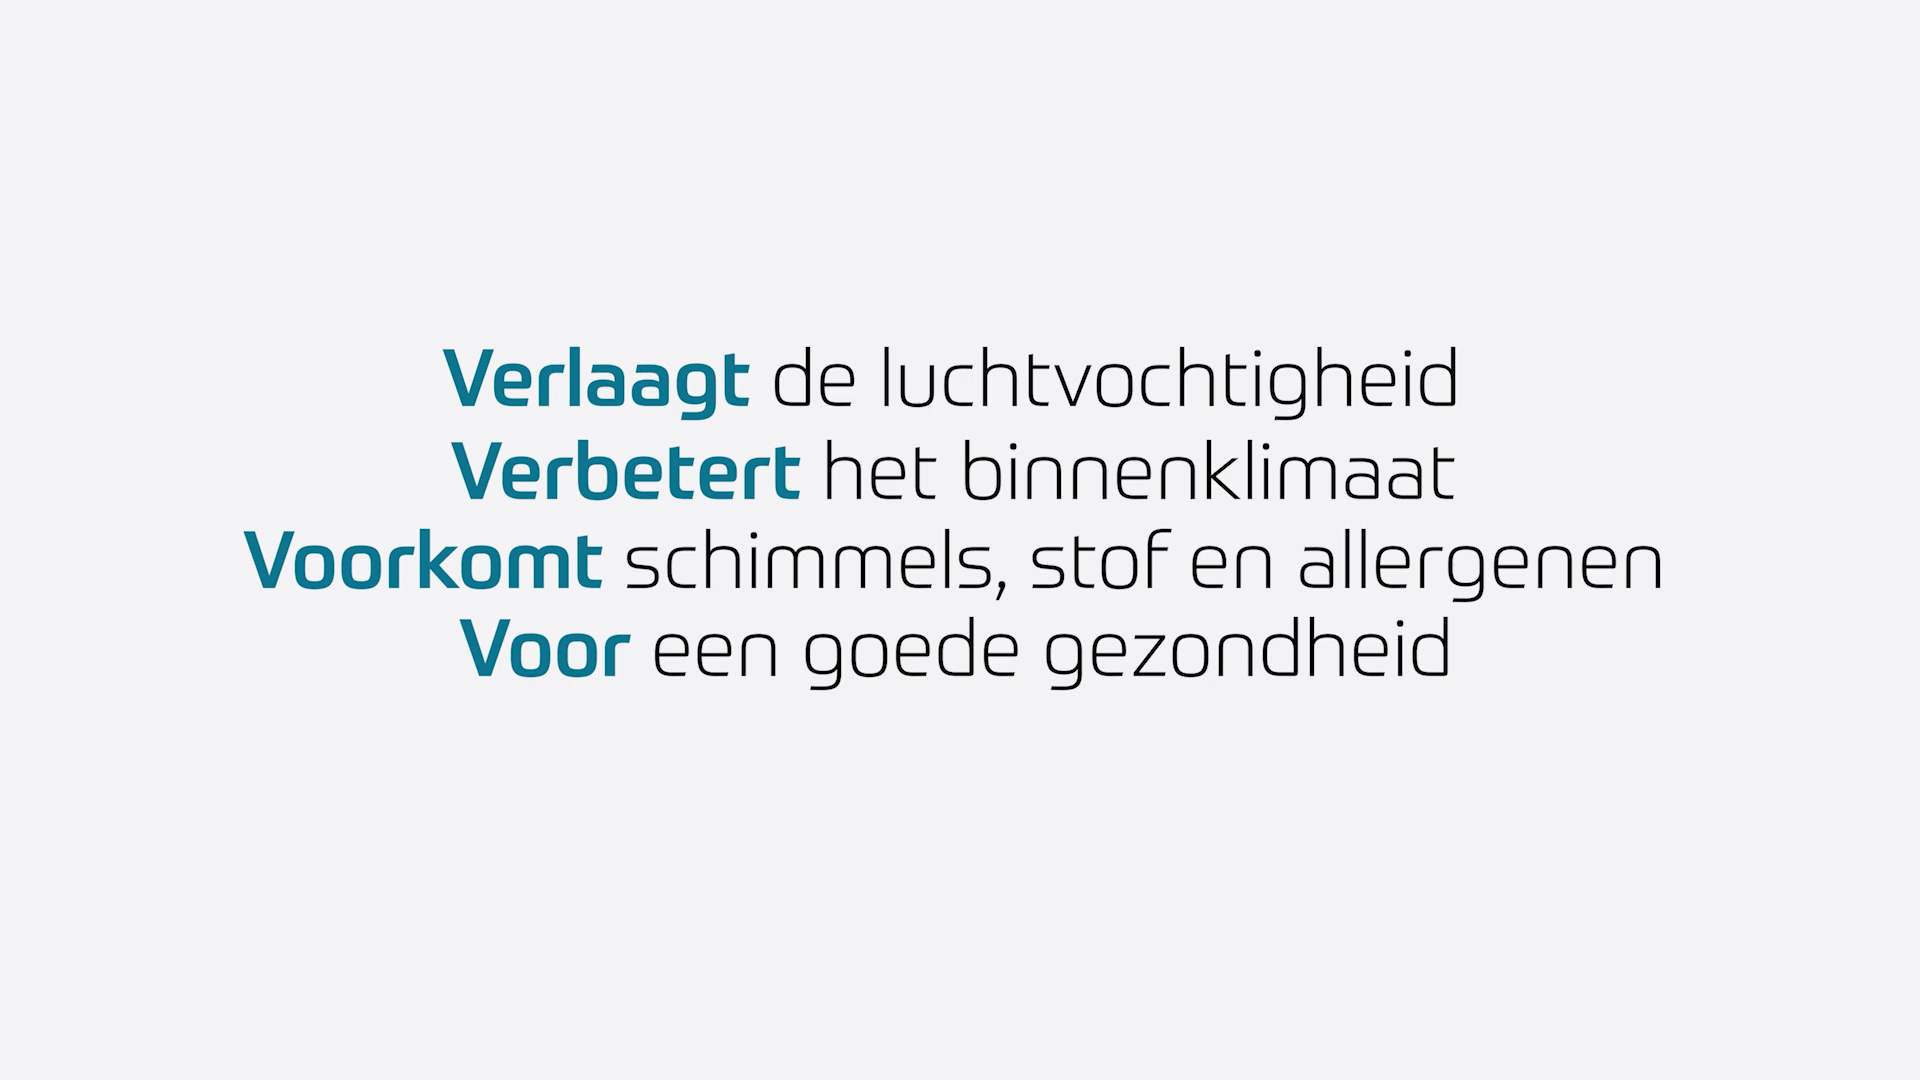 Verlaagt de luchtvochtigheid
Verbetert het binnenklimaat
Voorkomt schimmels, stof en allergenen
Voor een goede gezondheid